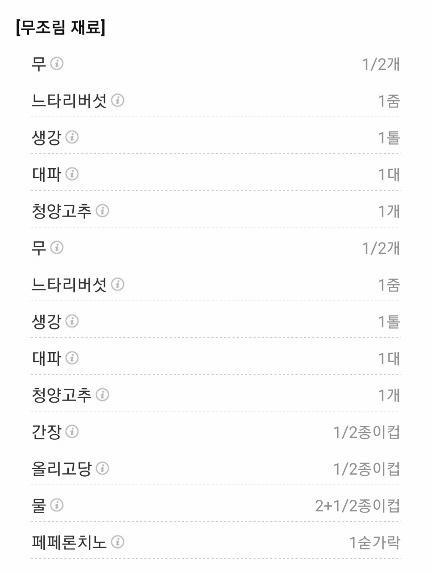 [무조림 재료]
무 1/2개
느타리버섯 1줌
생강 1톨
대파 1대
청양고추 1개
무 1/2개
느타리버섯 1줌
생강 1톨
대파 1대
청양고추 1개
간장 1/2종이컵
올리고당 1/2종이컵
물 2+1/2종이컵
페페론치노 1숟가락